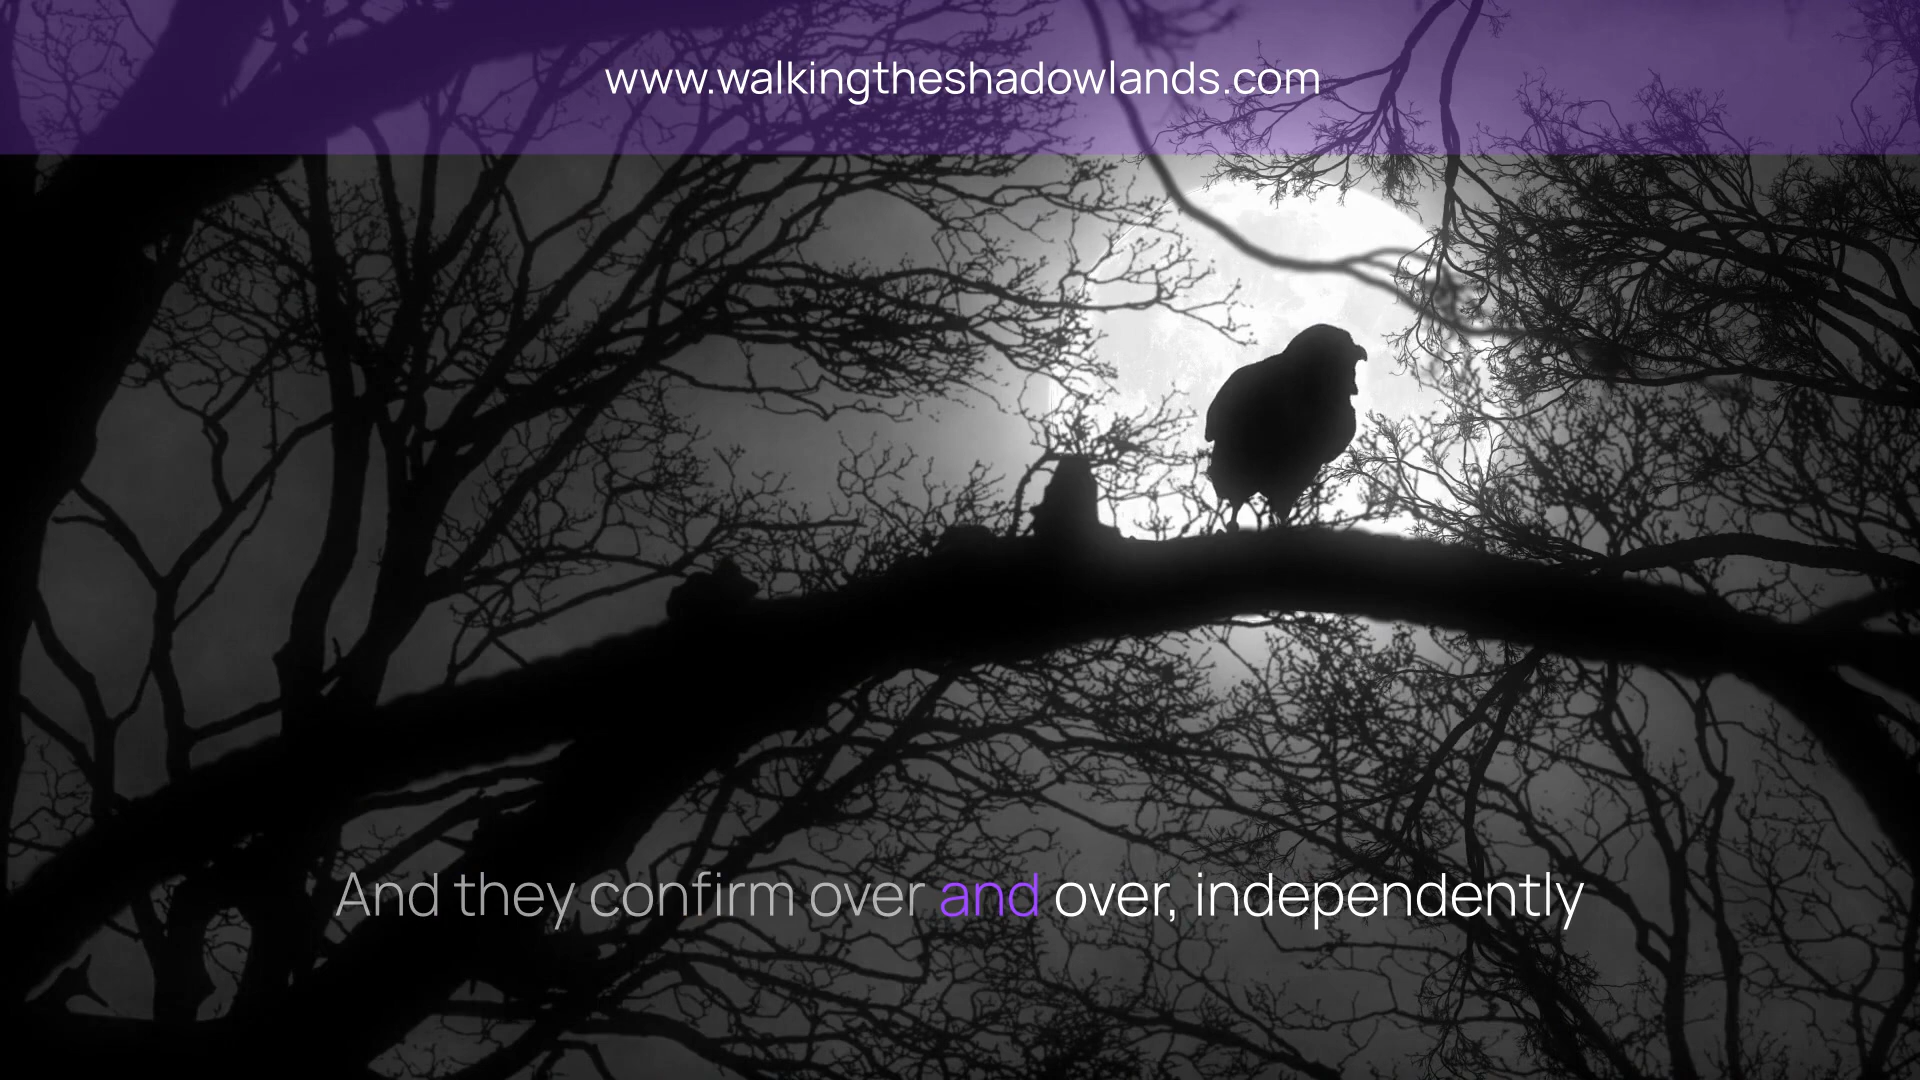 www.walkingtheshadowlands.com
And they confirm over and over, independently